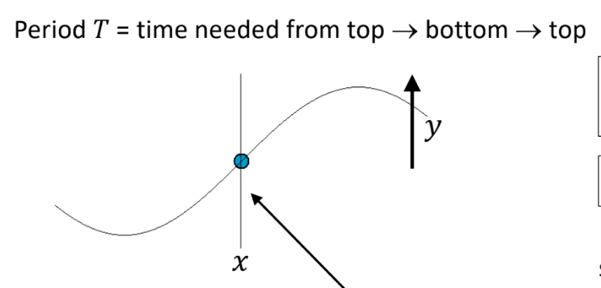 Period T = time needed from top → bottom → top
y
x